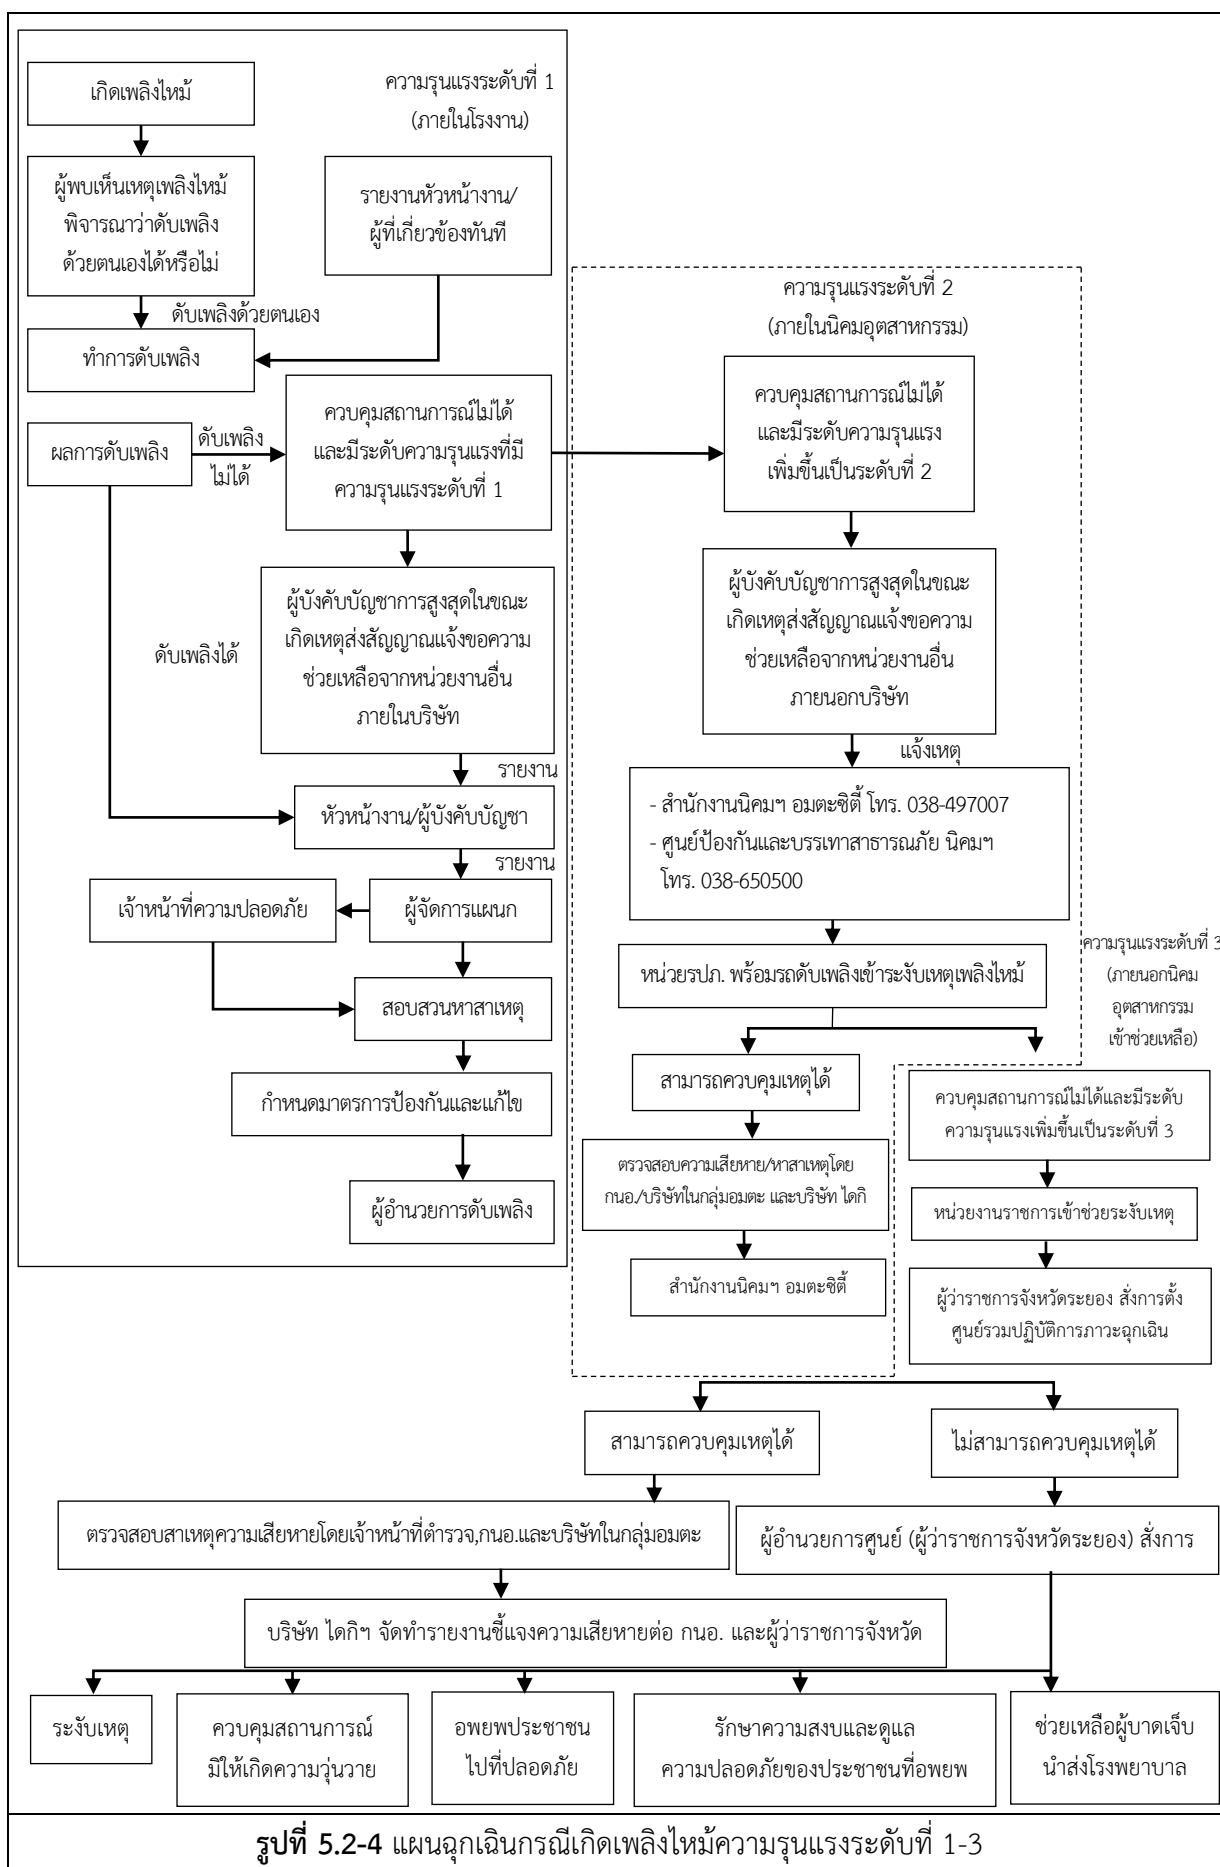 ความรุนแรงระดับที่ 1
(ภายในโรงงาน)
เกิดเพลิงไหม้
ผู้พบเห็นเหตุเพลิงไหม้
พิจารณาว่าดับเพลิง
ด้วยตนเองได้หรือไม่
รายงานหัวหน้างาน/
ผู้ที่เกี่ยวข้องทันที
ดับเพลิงด้วยตนเอง
ทำการดับเพลิง
ผลการดับเพลิง
ดับเพลิง
ไม่ได้
ควบคุมสถานการณ์ไม่ได้
และมีระดับความรุนแรงที่มี
ความรุนแรงระดับที่ 1
ดับเพลิงได้
ผู้บังคับบัญชาการสูงสุดในขณะ
เกิดเหตุส่งสัญญาณแจ้งขอความ
ช่วยเหลือจากหน่วยงานอื่น
ภายในบริษัท
รายงาน
หัวหน้างาน/ผู้บังคับบัญชา
รายงาน
เจ้าหน้าที่ความปลอดภัย
ผู้จัดการแผนก
สอบสวนหาสาเหตุ
กำหนดมาตรการป้องกันและแก้ไข
ผู้อำนวยการดับเพลิง
ความรุนแรงระดับที่ 2
(ภายในนิคมอุตสาหกรรม)
ควบคุมสถานการณ์ไม่ได้
และมีระดับความรุนแรง
เพิ่มขึ้นเป็นระดับที่ 2
ผู้บังคับบัญชาการสูงสุดในขณะ
เกิดเหตุส่งสัญญาณแจ้งขอความ
ช่วยเหลือจากหน่วยงานอื่น
ภายนอกบริษัท
แจ้งเหตุ
- สำนักงานนิคมฯ อมตะซิตี้ โทร. 038-497007
- ศูนย์ป้องกันและบรรเทาสาธารณภัย นิคมฯ
โทร. 038-650500
หน่วยรปภ. พร้อมรถดับเพลิงเข้าระงับเหตุเพลิงไหม้
สามารถควบคุมเหตุได้
ตรวจสอบความเสียหาย/หาสาเหตุโดย
กนอ./บริษัทในกลุ่มอมตะ และบริษัท ไดกิ
สำนักงานนิคมฯ อมตะซิตี้
ความรุนแรงระดับที่ 3
(ภายนอกนิคม
อุตสาหกรรม
เข้าช่วยเหลือ)
ควบคุมสถานการณ์ไม่ได้และมีระดับ
ความรุนแรงเพิ่มขึ้นเป็นระดับที่ 3
หน่วยงานราชการเข้าช่วยระงับเหตุ
ผู้ว่าราชการจังหวัดระยอง สั่งการตั้ง
ศูนย์รวมปฏิบัติการภาวะฉุกเฉิน
สามารถควบคุมเหตุได้
ไม่สามารถควบคุมเหตุได้
ตรวจสอบสาเหตุความเสียหายโดยเจ้าหน้าที่ตำรวจ,กนอ.และบริษัทในกลุ่มอมตะ
ผู้อำนวยการศูนย์ (ผู้ว่าราชการจังหวัดระยอง) สั่งการ
บริษัท ไดกิฯ จัดทำรายงานชี้แจงความเสียหายต่อ กนอ. และผู้ว่าราชการจังหวัด
ระงับเหตุ
ควบคุมสถานการณ์
มิให้เกิดความวุ่นวาย
อพยพประชาชน
ไปที่ปลอดภัย
รักษาความสงบและดูแล
ความปลอดภัยของประชาชนที่อพยพ
ช่วยเหลือผู้บาดเจ็บ
นำส่งโรงพยาบาล
รูปที่ 5.2-4 แผนฉุกเฉินกรณีเกิดเพลิงไหม้ความรุนแรงระดับที่ 1-3